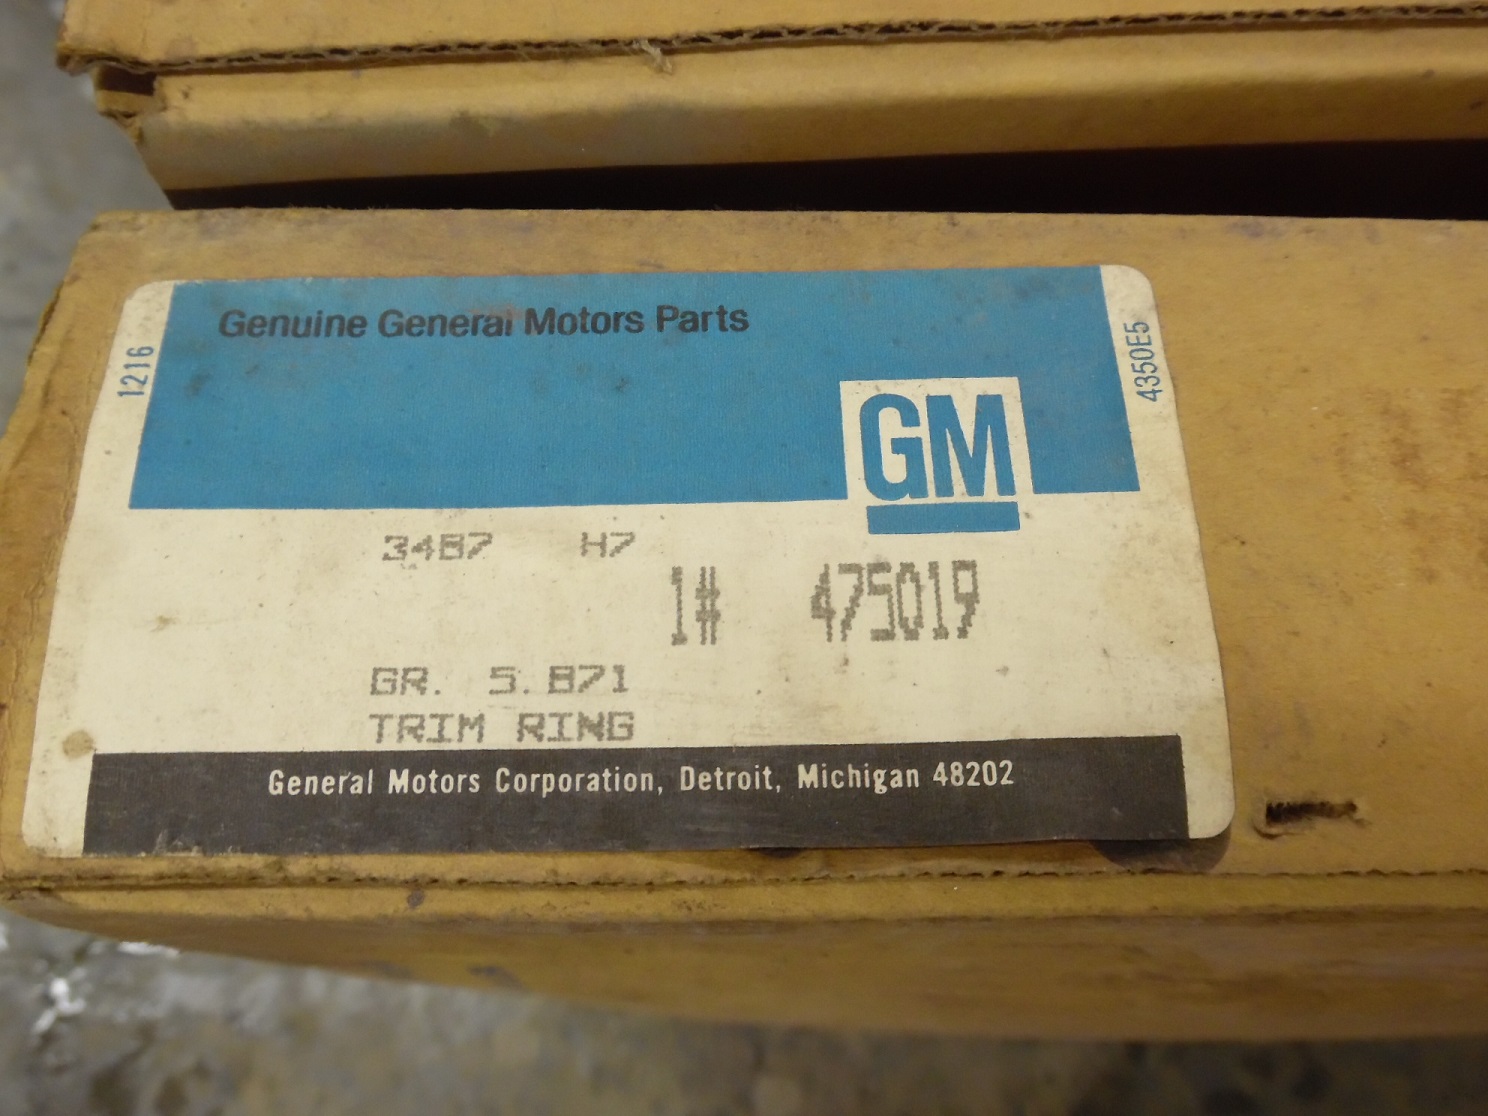 Genuine General Motors Parts
1216
4350E5
GM
3487 H7
1# 475019
GR. 5.871
TRIM RING
General Motors Corporation, Detroit, Michigan 48202